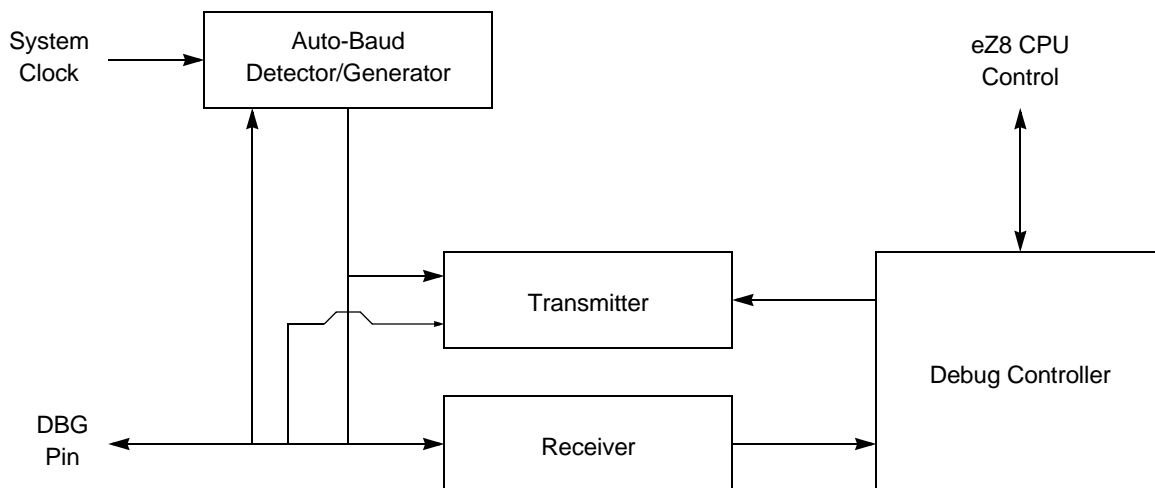 System
Clock
Auto-Baud
Detector/Generator
eZ8 CPU
Control
Transmitter
Debug Controller
DBG
Pin
Receiver